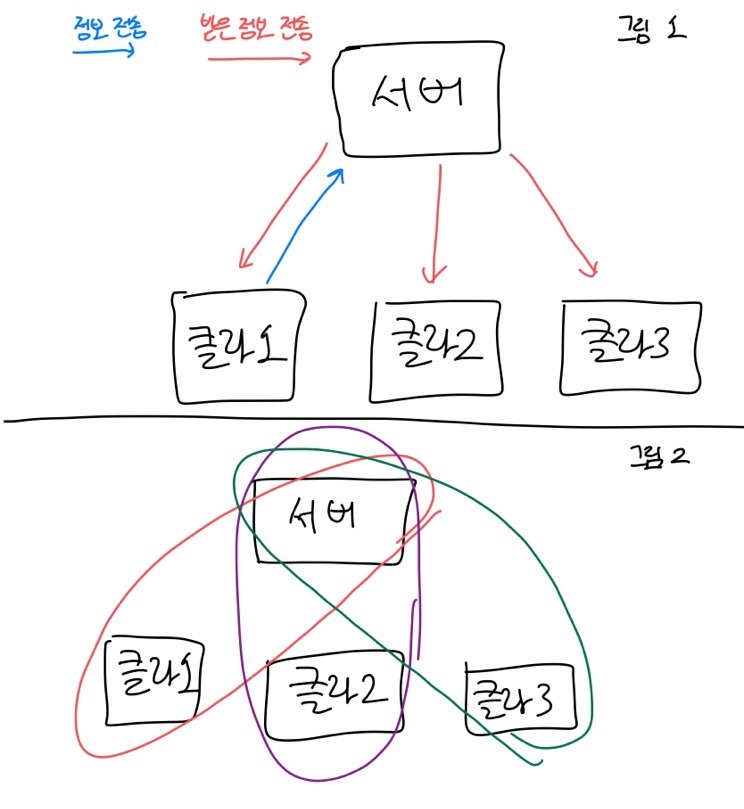 정보 전송
받은 정보 전송
그림 1
서버
클라1
클라2
클라3
그림 2
서버
클라1
클라2
클라3